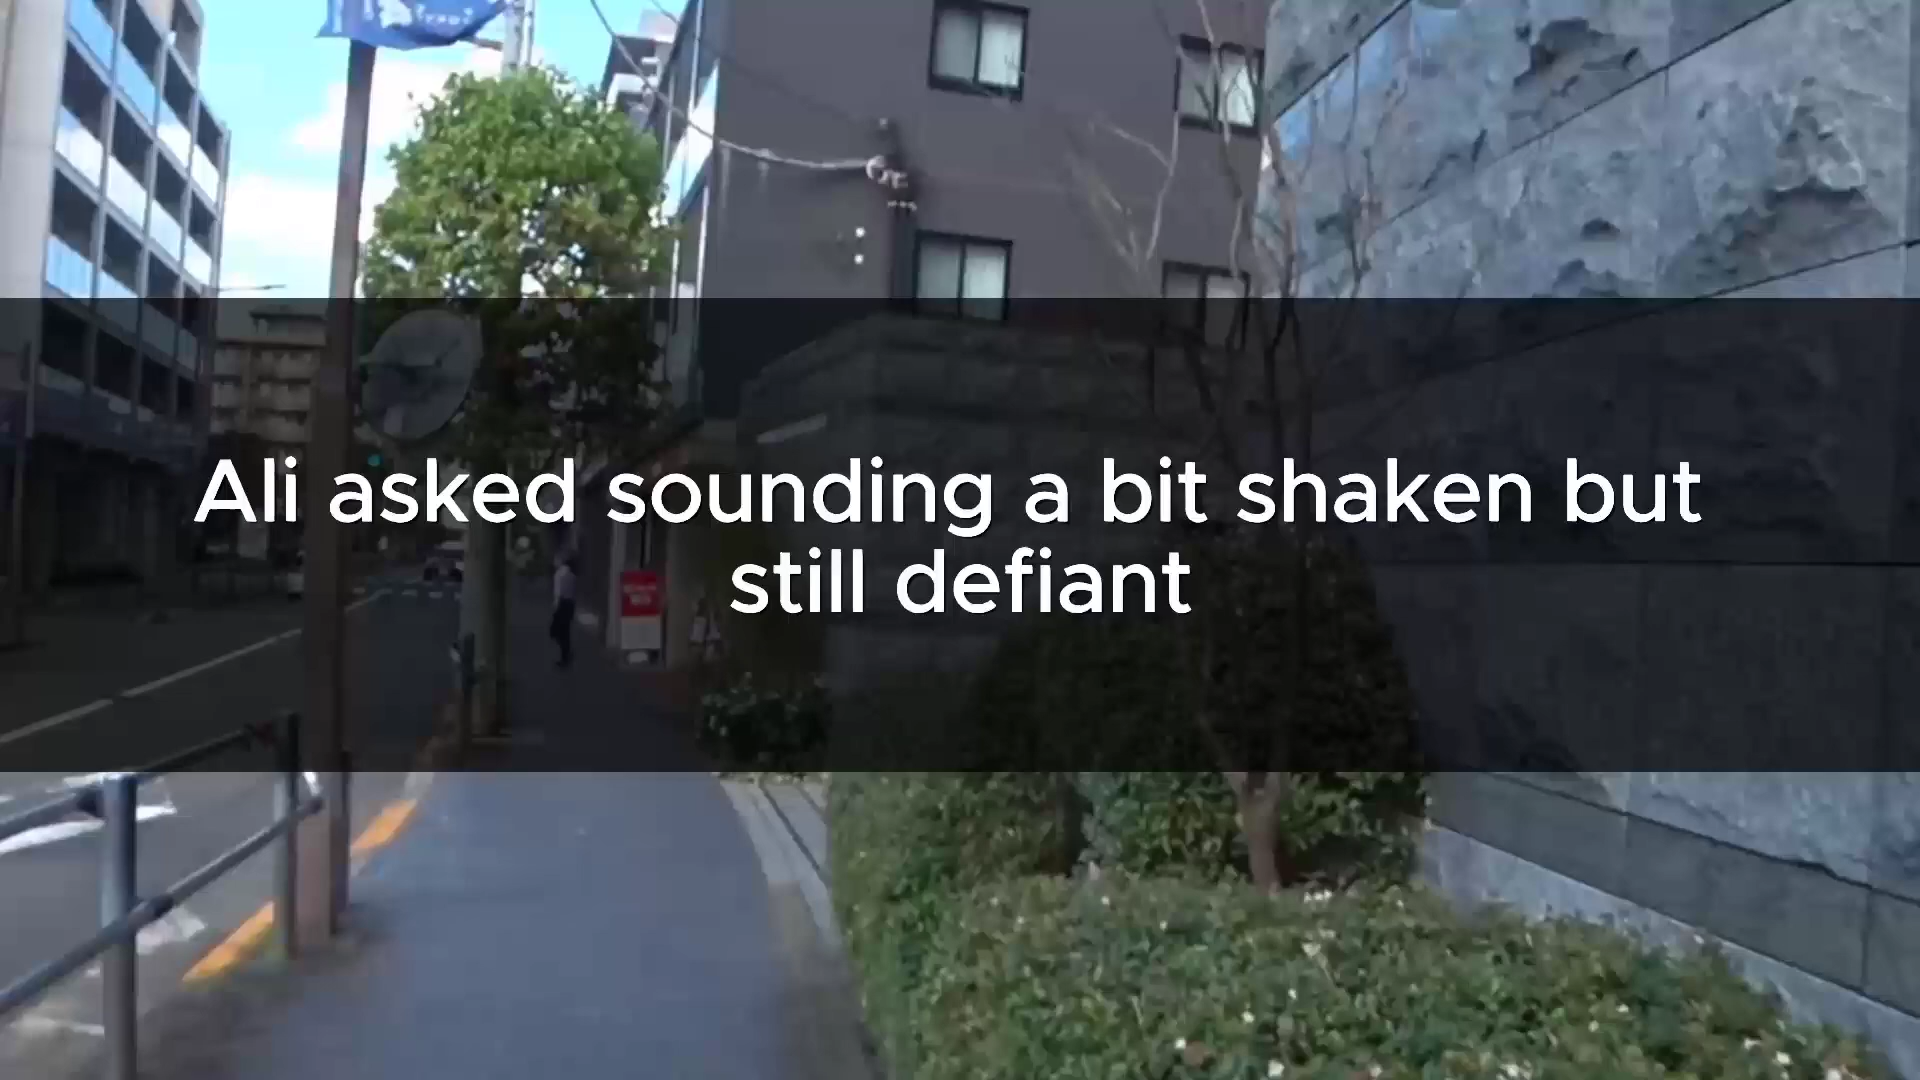 Ali asked sounding a bit shaken but
still defiant